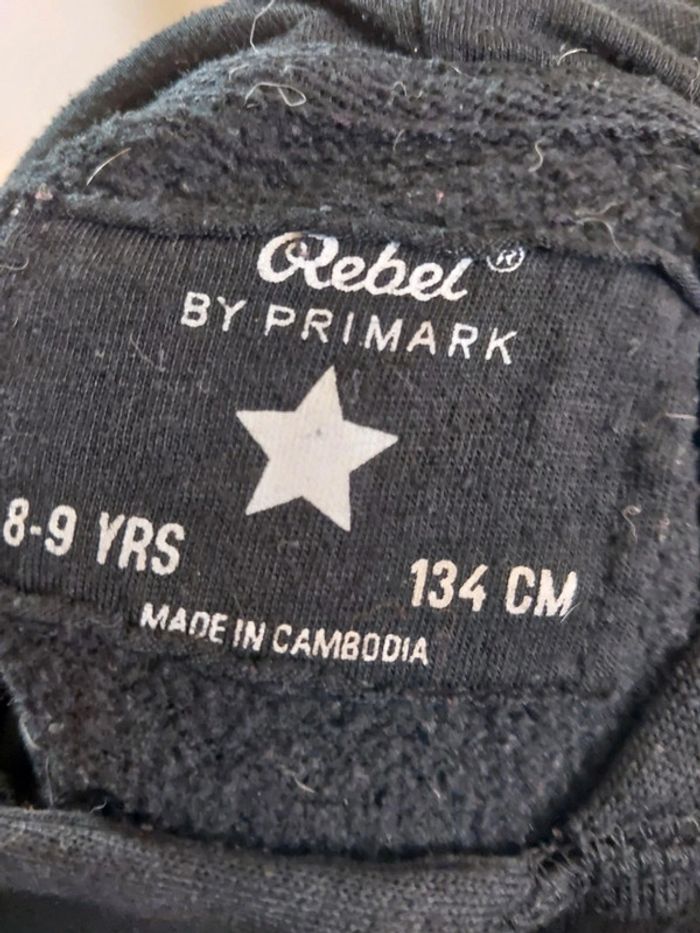 Rebel ®
BY PRIMARK
8-9 YRS
134 CM
MADE IN CAMBODIA